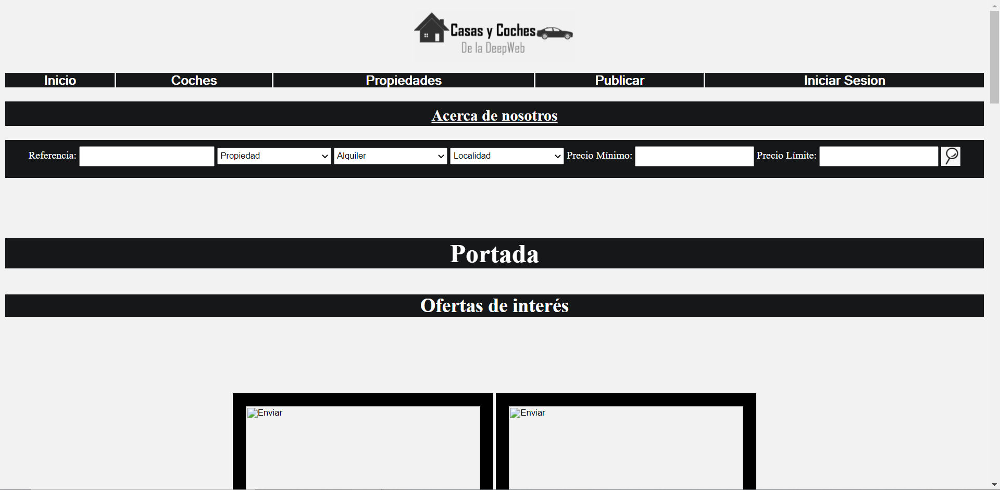 Casas y Coches
De la DeepWeb
Inicio Coches Propiedades Publicar Iniciar Sesion
Acerca de nosotros
Referencia: Propiedad Alquiler Localidad Precio Mínimo: Precio Límite:
Portada
Ofertas de interés
Enviar Enviar